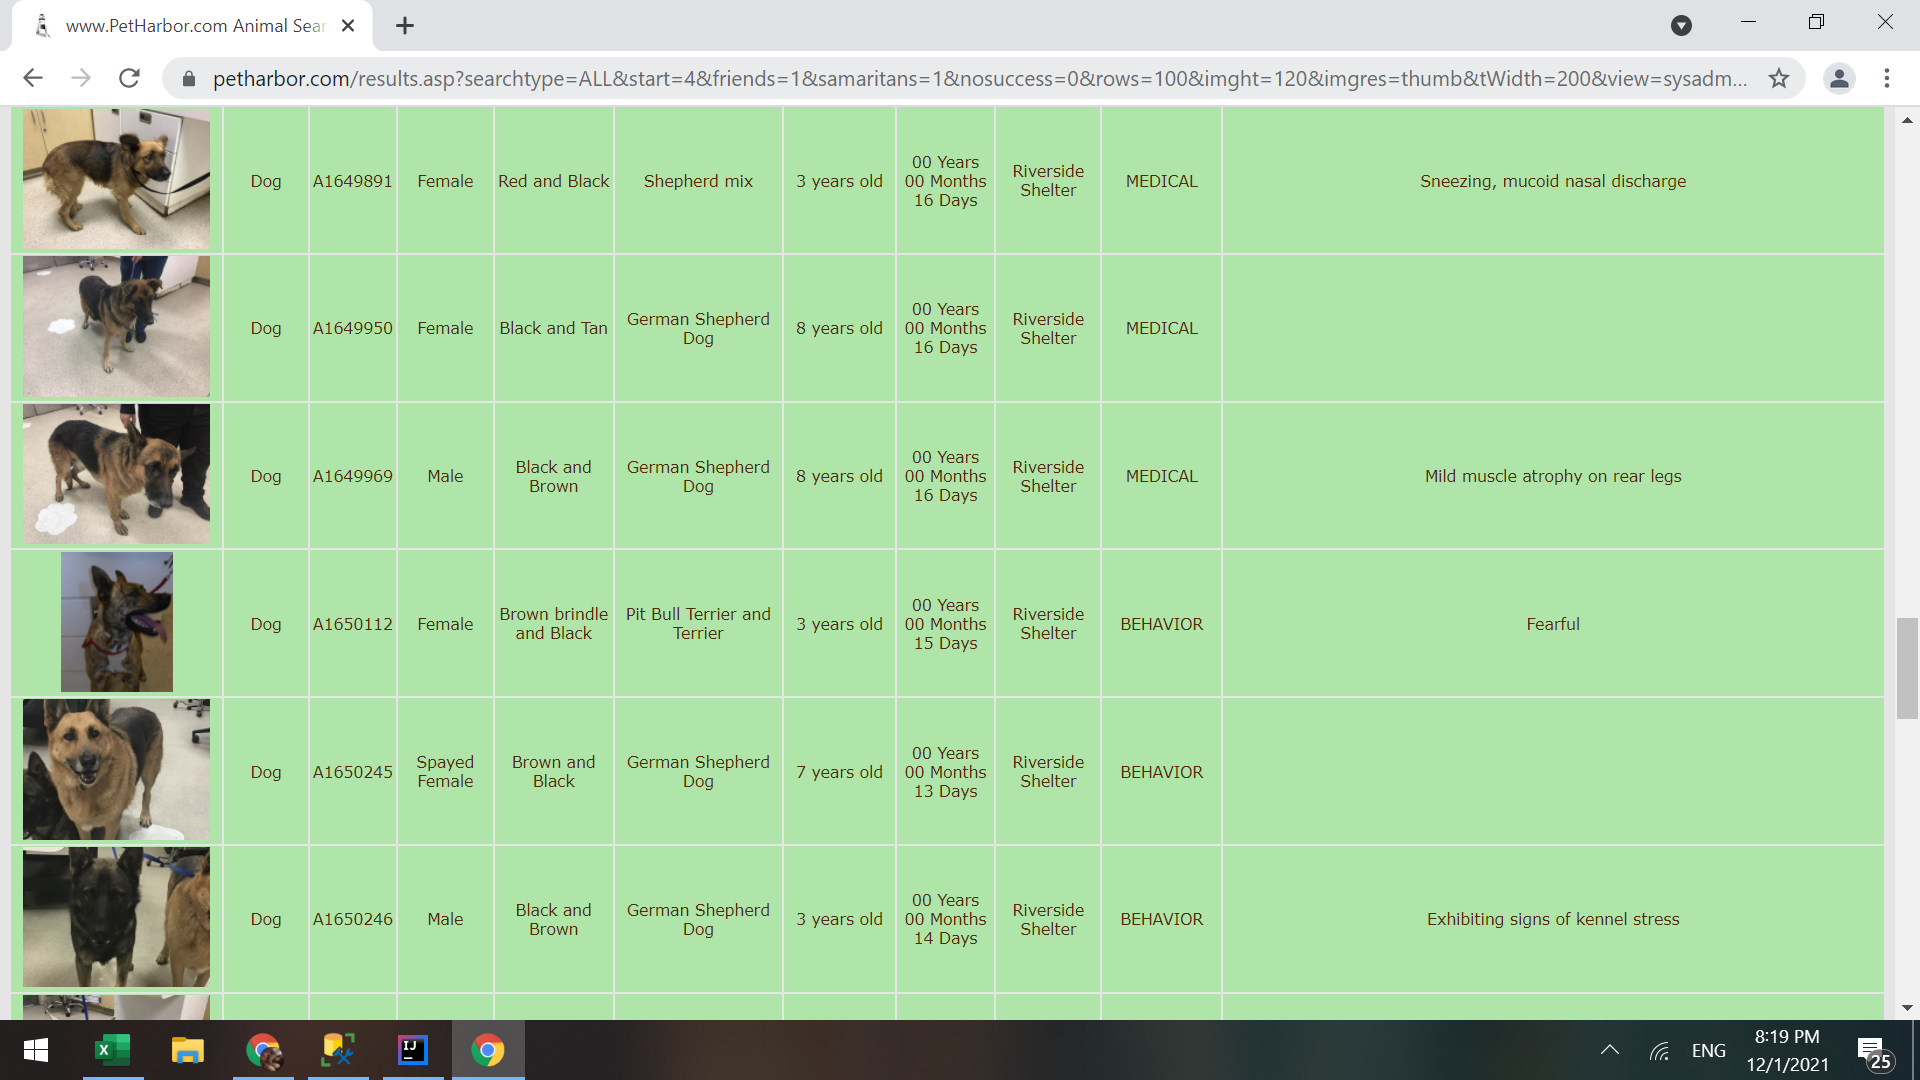 www.PetHarbor.com Animal Sear
petharbor.com/results.asp?searchtype=ALL&start=4&friends=1&samaritans=1&nosuccess=0&rows=100&imght=120&imgres=thumb&tWidth=200&view=sysadm...
Dog A1649891 Female Red and Black Shepherd mix 3 years old 00 Years 00 Months 16 Days Riverside Shelter MEDICAL Sneezing, mucoid nasal discharge
Dog A1649950 Female Black and Tan German Shepherd Dog 8 years old 00 Years 00 Months 16 Days Riverside Shelter MEDICAL
Dog A1649969 Male Black and Brown German Shepherd Dog 8 years old 00 Years 00 Months 16 Days Riverside Shelter MEDICAL Mild muscle atrophy on rear legs
Dog A1650112 Female Brown brindle and Black Pit Bull Terrier and Terrier 3 years old 00 Years 00 Months 15 Days Riverside Shelter BEHAVIOR Fearful
Dog A1650245 Spayed Female Brown and Black German Shepherd Dog 7 years old 00 Years 00 Months 13 Days Riverside Shelter BEHAVIOR
Dog A1650246 Male Black and Brown German Shepherd Dog 3 years old 00 Years 00 Months 14 Days Riverside Shelter BEHAVIOR Exhibiting signs of kennel stress
X IJ ENG 8:19 PM
12/1/2021 25